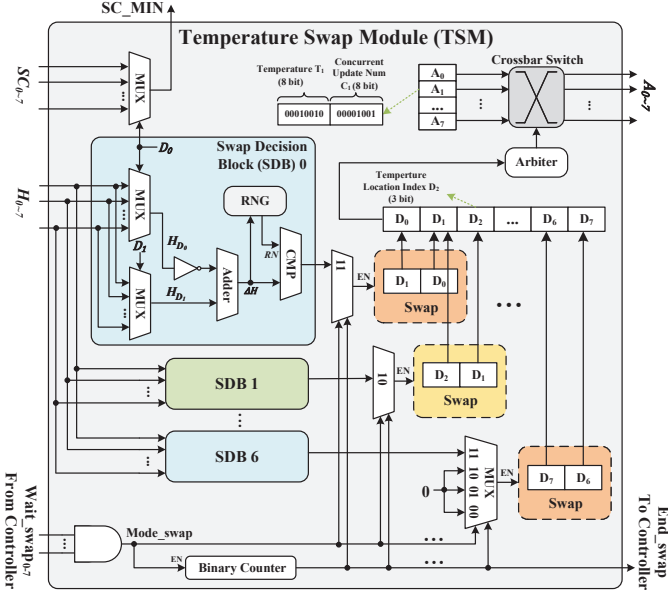 SC_MIN
Temperature Swap Module (TSM)
Crossbar Switch
SC0~7
MUX
...
Temperature T1
(8 bit)
Concurrent
Update Num
C1(8 bit)
00010010
00001001
A0
A1
...
A7
...
...
A0~7
Arbiter
D0
Swap Decision
Block (SDB) 0
H0~7
MUX
...
...
D1
HD0
RNG
RN
CMP
Adder
ΔH
MUX
...
HD1
Temperture
Location Index D2
(3 bit)
D0
D1
D2
...
D6
D7
11
EN
D1
D0
Swap
...
SDB 1
...
10
EN
D2
D1
Swap
...
SDB 6
...
0
11
10
01
00
MUX
EN
D7
D6
Swap
Wait_swap0-7
From Controller
...
Mode_swap
...
EN
Binary Counter
...
End_swap
To Controller